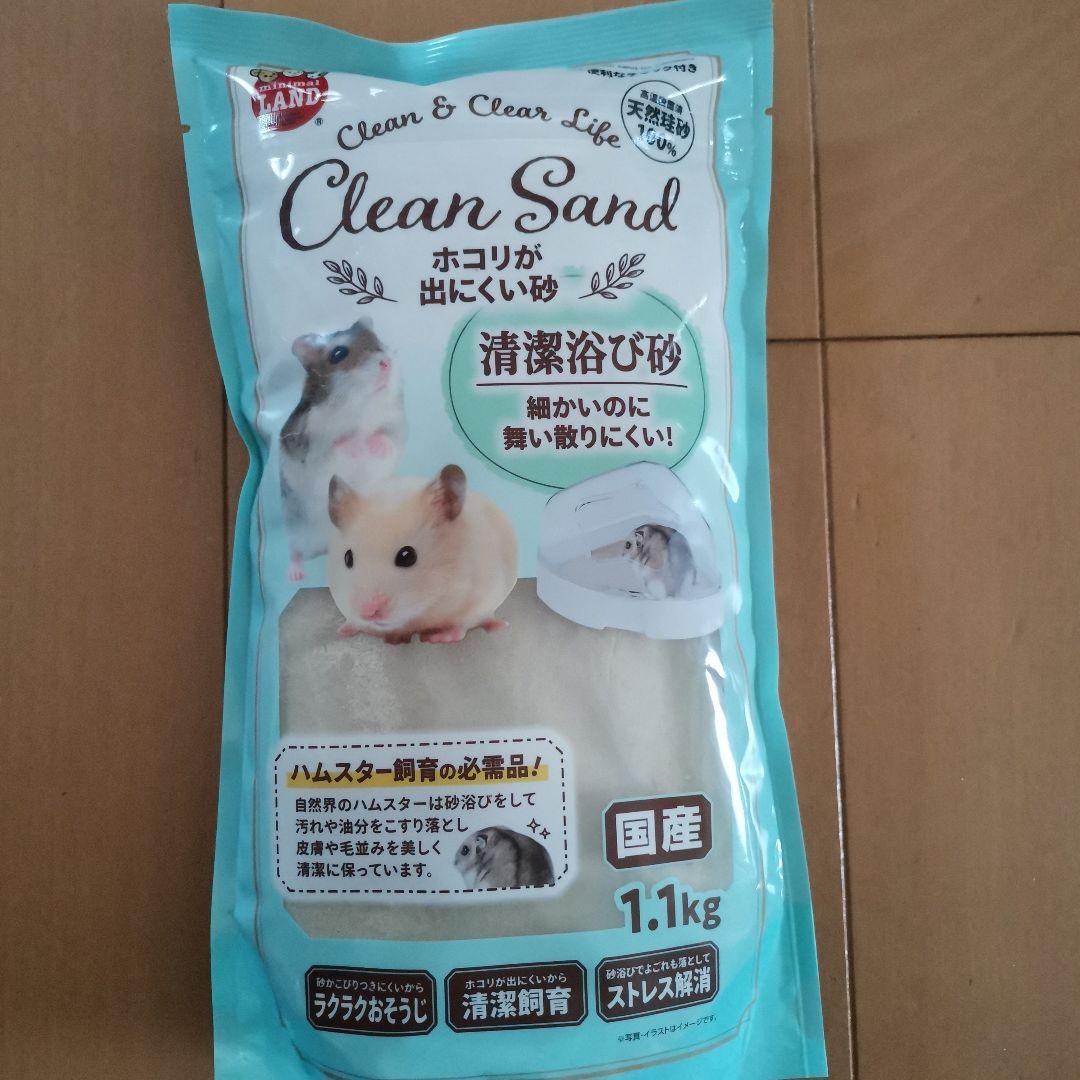 minimal
LAND
®
便利なチャック付き
Clean & Clear Life
天然珪砂
100%
Clean Sand
ホコリが
出にくい砂
清潔浴び砂
細かいのに
舞い散りにくい!
ハムスター飼育の必需品!
自然界のハムスターは砂浴びをして
汚れや油分をこすり落とし
皮膚や毛並みを美しく
清潔に保っています。
国産
1.1kg
砂がこびりつきにくいから
ラクラクおそうじ
ホコリが出にくいから
清潔飼育
砂浴びでよごれも落として
ストレス解消
※写真・イラストはイメージです。